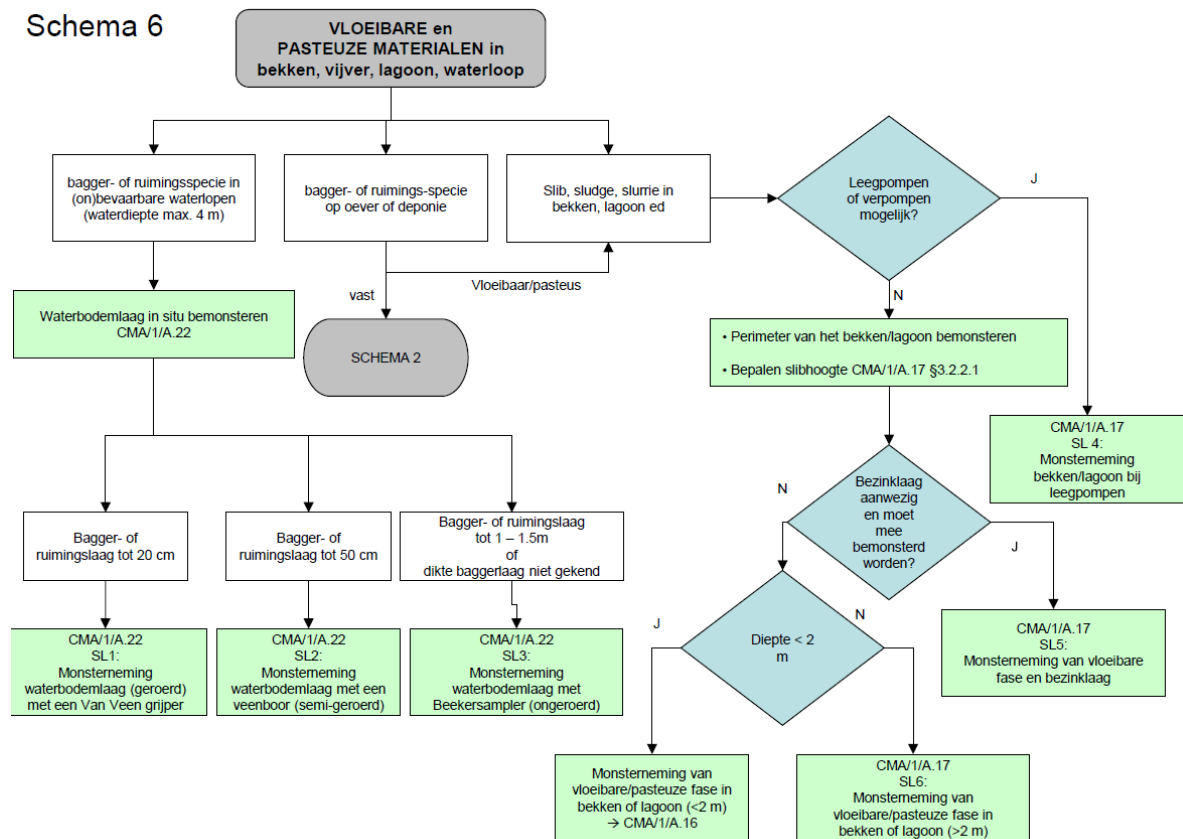 Schema 6
VLOEIBARE en
PASTEUZE MATERIALEN in
bekken, vijver, lagoon, waterloop
bagger- of ruimingsspecie in
(on)bevaarbare waterlopen
(waterdiepte max. 4 m)
bagger- of ruimings-specie
op oever of deponie
Slib, sludge, slurrie in
bekken, lagoon ed
Leegpompen
of verpompen
mogelijk?
J
N
vast
Vloeibaar/pasteus
Waterbodemlaag in situ bemonsteren
CMA/1/A.22
SCHEMA 2
• Perimeter van het bekken/lagoon bemonsteren
• Bepalen slibhoogte CMA/1/A.17 §3.2.2.1
CMA/1/A.17
SL 4:
Monsterneming
bekken/lagoon bij
leegpompen
Bezinklaag
aanwezig
en moet
mee
bemonsterd
worden?
N
J
Bagger- of
ruimingslaag tot 20 cm
Bagger- of
ruimingslaag tot 50 cm
Bagger- of ruimingslaag
tot 1 – 1.5m
of
dikte baggerlaag niet gekend
CMA/1/A.22
SL1:
Monsterneming
waterbodemlaag (geroerd)
met een Van Veen grijper
CMA/1/A.22
SL2:
Monsterneming
waterbodemlaag met een
veenboor (semi-geroerd)
CMA/1/A.22
SL3:
Monsterneming
waterbodemlaag met
Beekersampler (ongeroerd)
Diepte < 2
m
J
N
CMA/1/A.17
SL5:
Monsterneming van vloeibare
fase en bezinklaag
Monsterneming van
vloeibare/pasteuze fase in
bekken of lagoon (<2 m)
→ CMA/1/A.16
CMA/1/A.17
SL6:
Monsterneming van
vloeibare/pasteuze fase in
bekken of lagoon (>2 m)